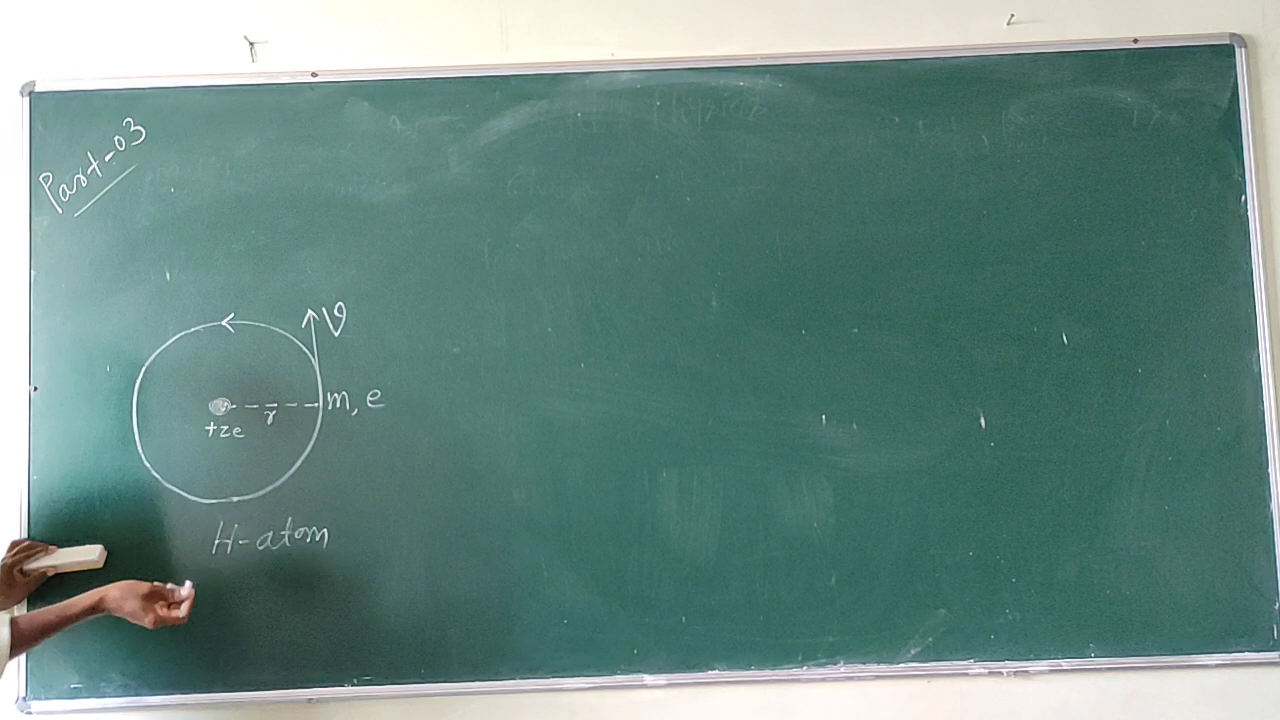 Part-03
V
m, e
r
+ze
H-atom